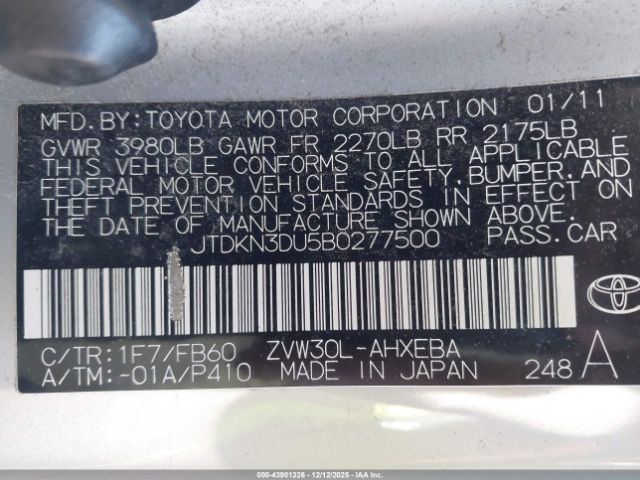 MFD. BY: TOYOTA MOTOR CORPORATION 01/11
GVWR 3980LB GAWR FR 2270LB RR 2175LB
THIS VEHICLE CONFORMS TO ALL APPLICABLE
FEDERAL MOTOR VEHICLE SAFETY, BUMPER, AND
THEFT PREVENTION STANDARDS IN EFFECT ON
THE DATE OF MANUFACTURE SHOWN ABOVE.
JTDKN3DU5B0277500 PASS. CAR
C/TR: 1F7/FB60 ZVW30L-AHXEBA
A/TM: -01A/P410 MADE IN JAPAN 248 A
000-43901326 - 12/12/2025 - IAAI.CA